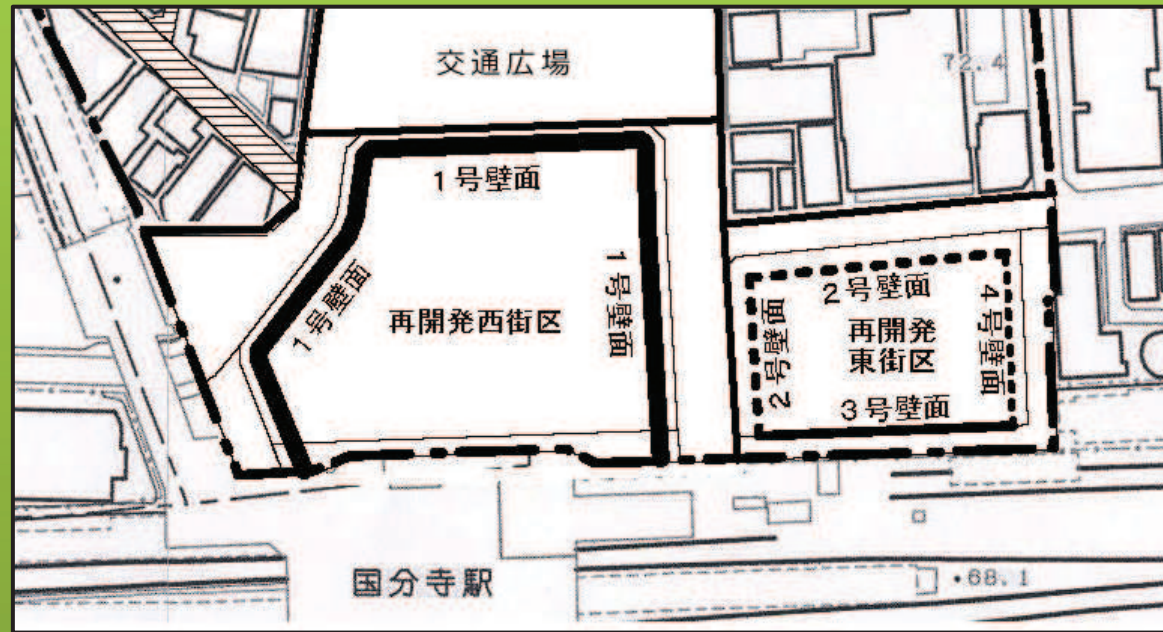 交通広場
72.4
1号壁面
1号壁面
1号壁面
再開発西街区
2号壁面
2号壁面
4号壁面
再開発
東街区
3号壁面
国分寺駅
68.1